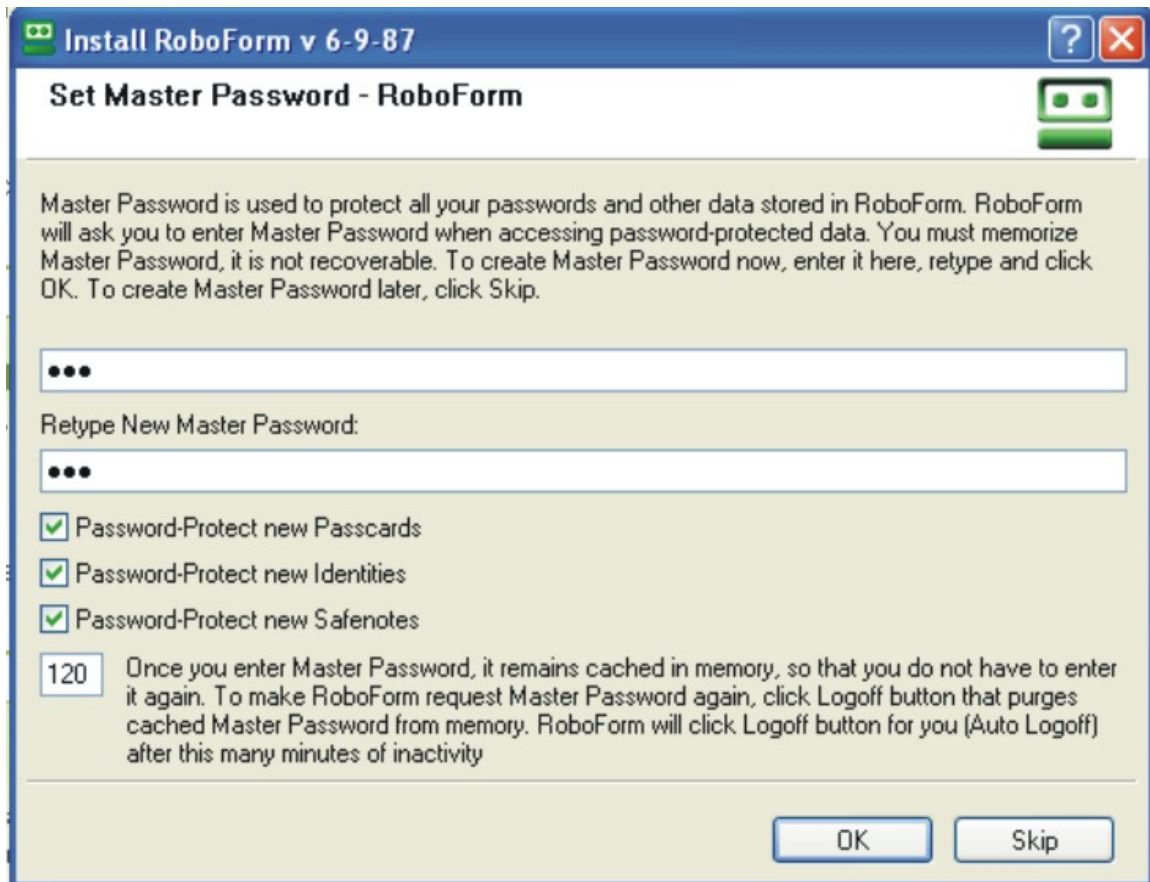 Install RoboForm v 6-9-87
Set Master Password - RoboForm
Master Password is used to protect all your passwords and other data stored in RoboForm. RoboForm
will ask you to enter Master Password when accessing password-protected data. You must memorize
Master Password, it is not recoverable. To create Master Password now, enter it here, retype and click
OK. To create Master Password later, click Skip.
•••
Retype New Master Password:
•••
Password-Protect new Passcards
Password-Protect new Identities
Password-Protect new Safenotes
120 Once you enter Master Password, it remains cached in memory, so that you do not have to enter
it again. To make RoboForm request Master Password again, click Logoff button that purges
cached Master Password from memory. RoboForm will click Logoff button for you (Auto Logoff)
after this many minutes of inactivity
OK Skip